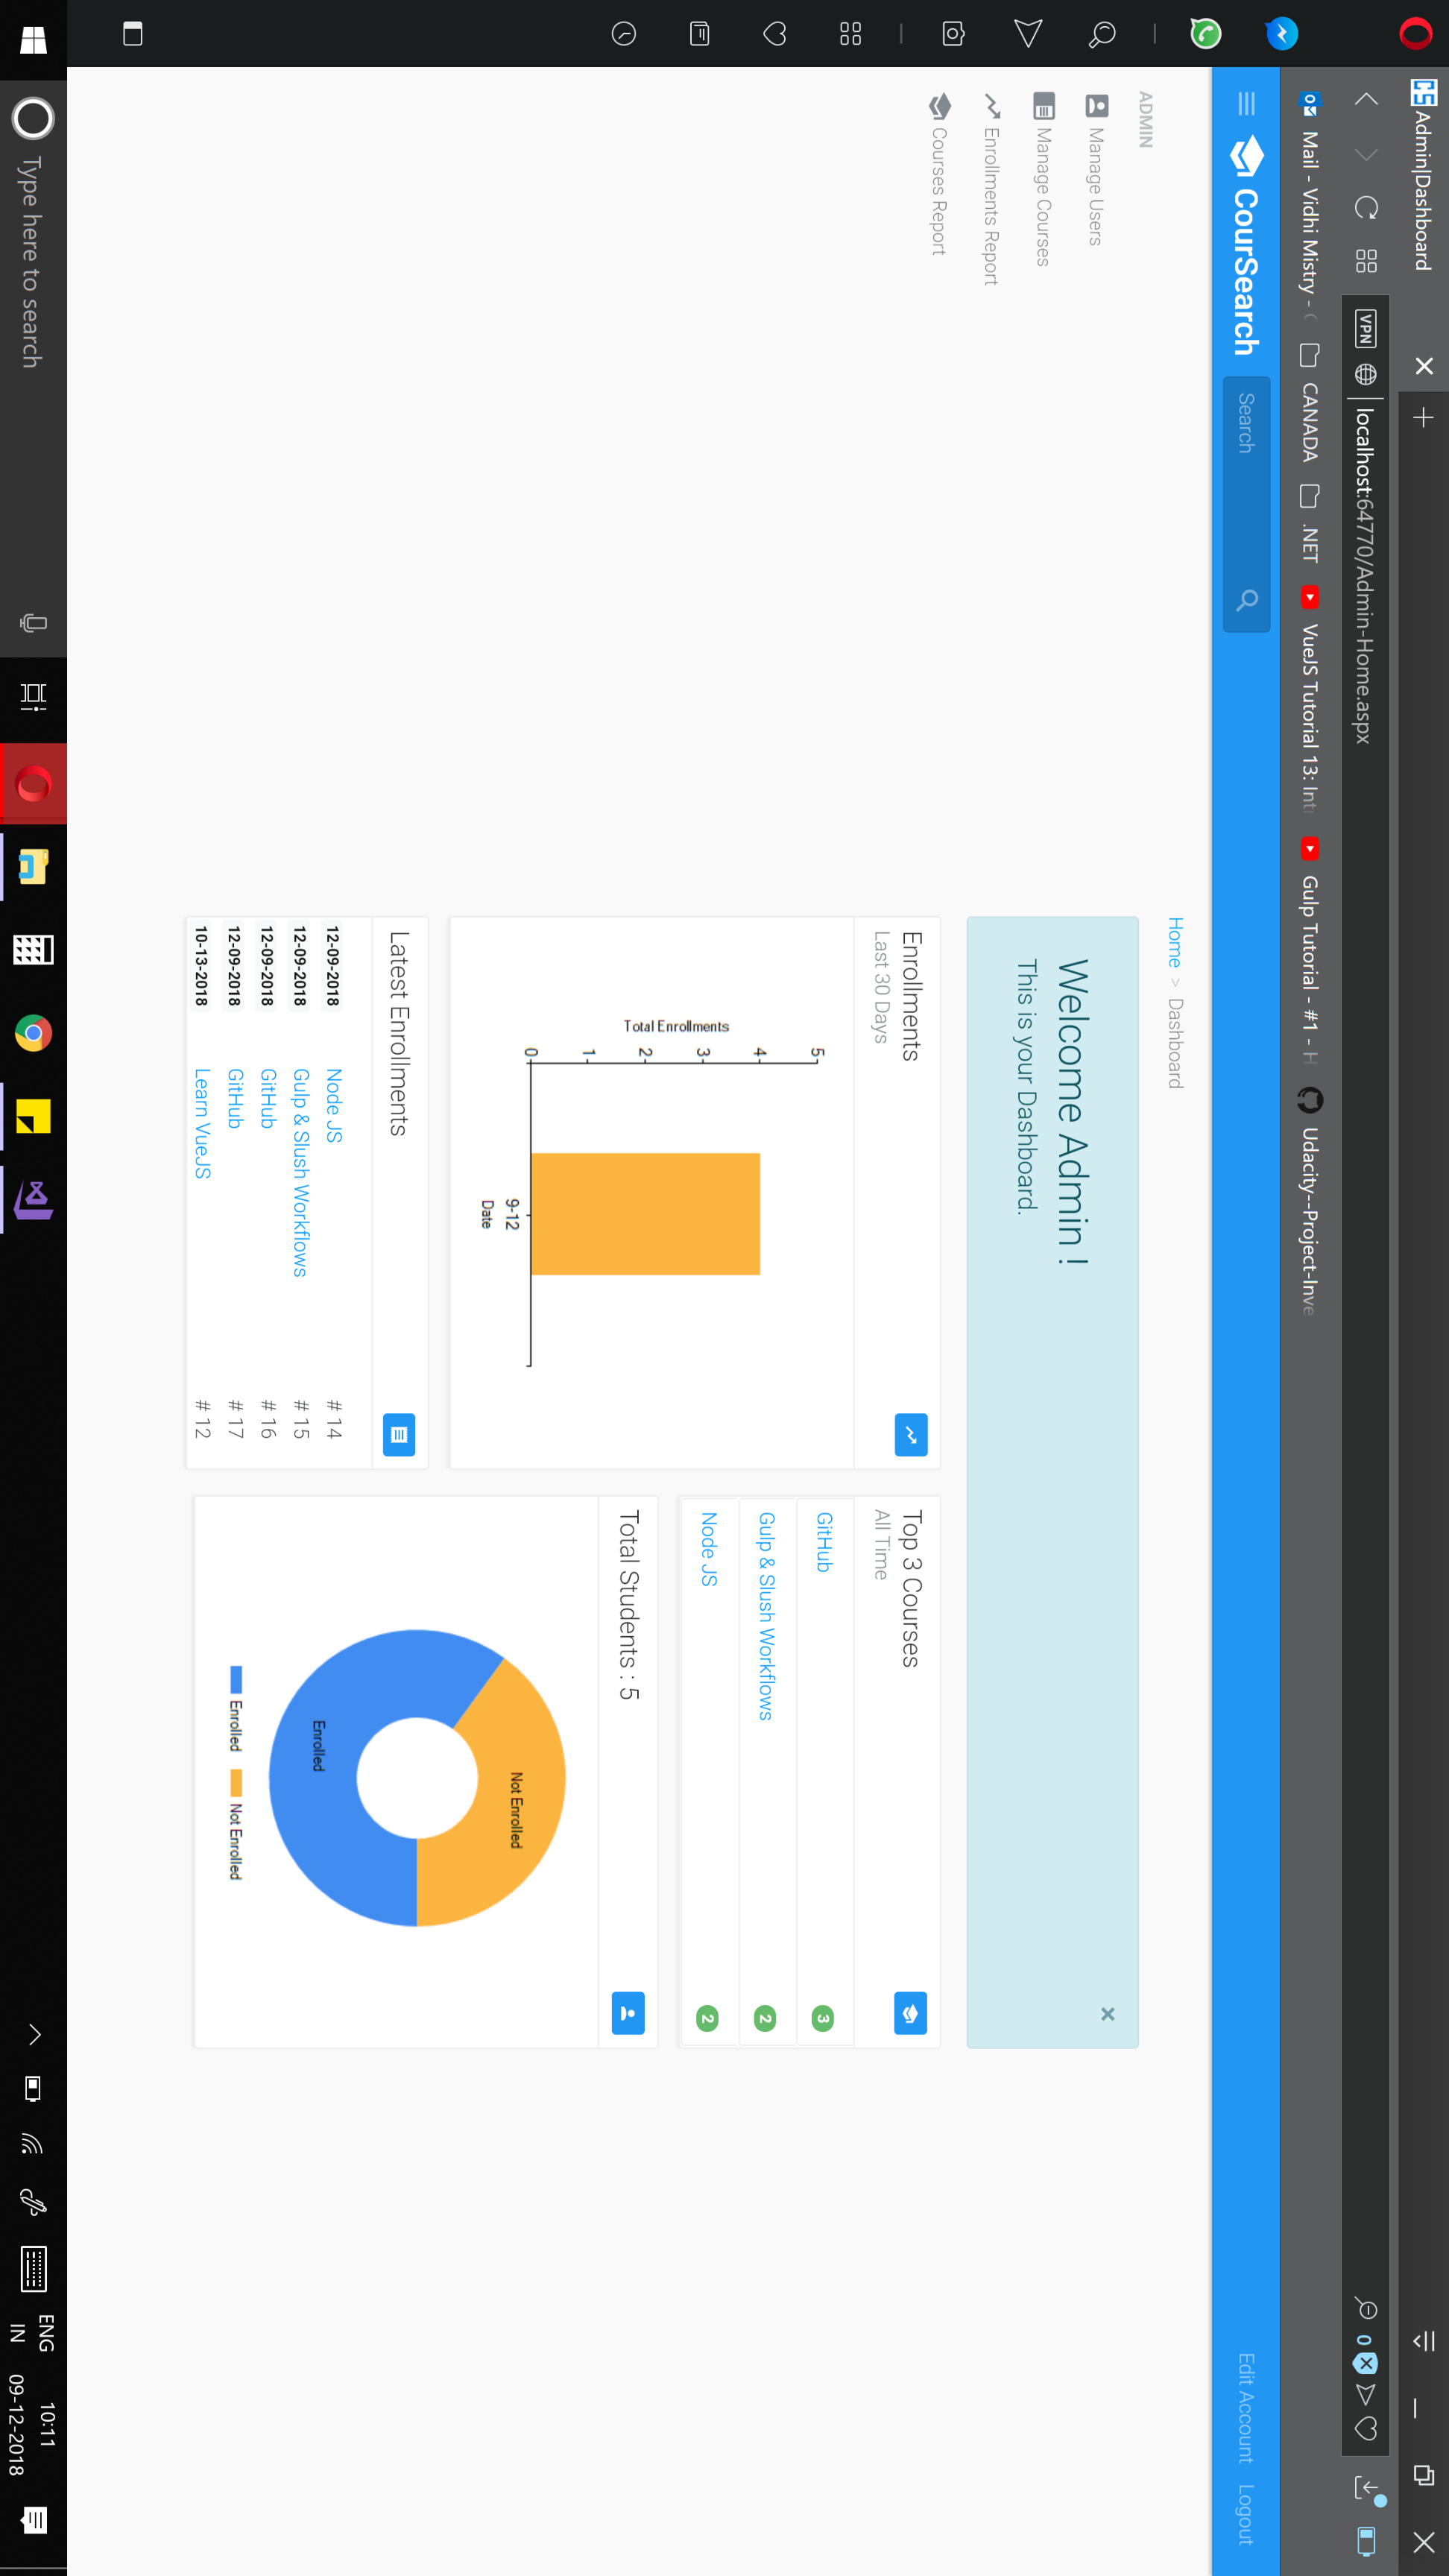 Admin|Dashboard
VPN
localhost:64770/Admin-Home.aspx
0
Mail - Vidhi Mistry -
CANADA
.NET
VueJS Tutorial 13: Intr
Gulp Tutorial - #1 - H
Udacity--Project-Inve
CourSearch
Search
Edit Account
Logout
ADMIN
Manage Users
Manage Courses
Enrollments Report
Courses Report
Home > Dashboard
Welcome Admin !
This is your Dashboard.
×
Enrollments
Last 30 Days
Total Enrollments
5
4
3
2
1
0
9-12
Date
Latest Enrollments
12-09-2018 Node JS # 14
12-09-2018 Gulp & Slush Workflows # 15
12-09-2018 GitHub # 16
12-09-2018 GitHub # 17
10-13-2018 Learn VueJS # 12
Top 3 Courses
All Time
GitHub 3
Gulp & Slush Workflows 2
Node JS 2
Total Students : 5
Not Enrolled
Enrolled
Enrolled Not Enrolled
Type here to search
ENG
IN
10:11
09-12-2018